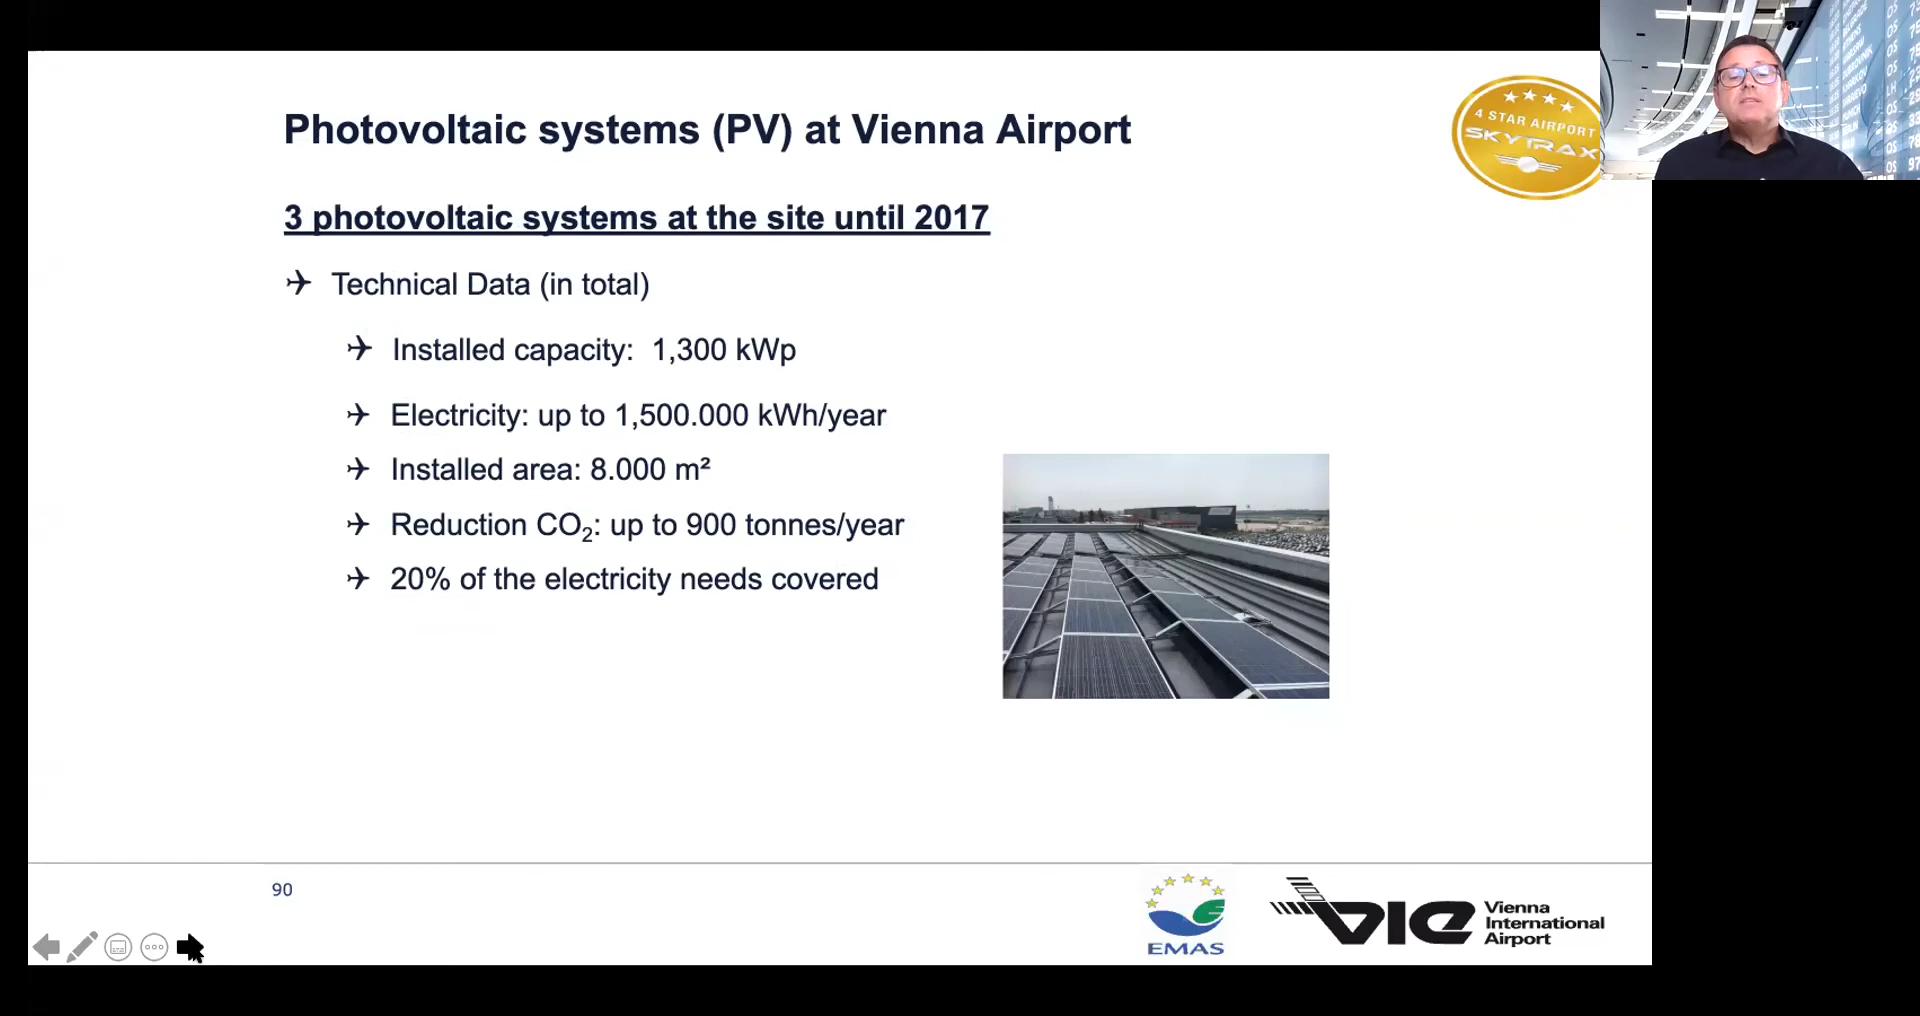 Photovoltaic systems (PV) at Vienna Airport
4 STAR AIRPORT
SKYTRAX
3 photovoltaic systems at the site until 2017
Technical Data (in total)
Installed capacity: 1,300 kWp
Electricity: up to 1,500.000 kWh/year
Installed area: 8.000 m²
Reduction CO₂: up to 900 tonnes/year
20% of the electricity needs covered
90
EMAS
VIE
Vienna
International
Airport